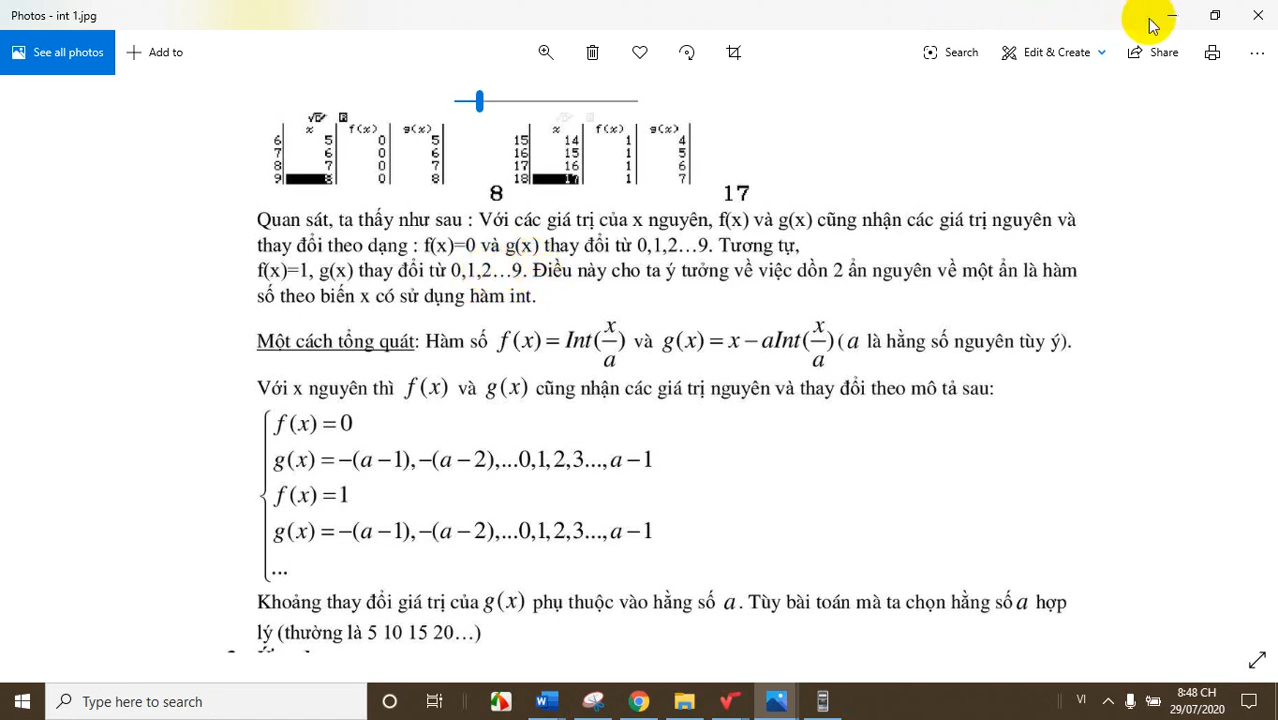 Photos - int 1.jpg
See all photos
Add to
Search
Edit & Create
Share
x f(x) g(x) x f(x) g(x)
6 5 0 5 15 14 1 4
7 6 0 6 16 15 1 5
8 7 0 7 17 16 1 6
9 8 0 8 18 17 1 7
8 17
Quan sát, ta thấy như sau : Với các giá trị của x nguyên, f(x) và g(x) cũng nhận các giá trị nguyên và
thay đổi theo dạng : f(x)=0 và g(x) thay đổi từ 0,1,2…9. Tương tự,
f(x)=1, g(x) thay đổi từ 0,1,2…9. Điều này cho ta ý tưởng về việc dồn 2 ẩn nguyên về một ẩn là hàm
số theo biến x có sử dụng hàm int.
Một cách tổng quát: Hàm số f(x) = Int(x/a) và g(x) = x − aInt(x/a) ( a là hằng số nguyên tùy ý).
Với x nguyên thì f(x) và g(x) cũng nhận các giá trị nguyên và thay đổi theo mô tả sau:
f(x) = 0
g(x) = −(a −1), −(a − 2),...0,1, 2,3..., a −1
f(x) = 1
g(x) = −(a −1), −(a − 2),...0,1, 2,3..., a −1
...
Khoảng thay đổi giá trị của g(x) phụ thuộc vào hằng số a. Tùy bài toán mà ta chọn hằng số a hợp
lý (thường là 5 10 15 20…)
Type here to search
VI
8:48 CH
29/07/2020